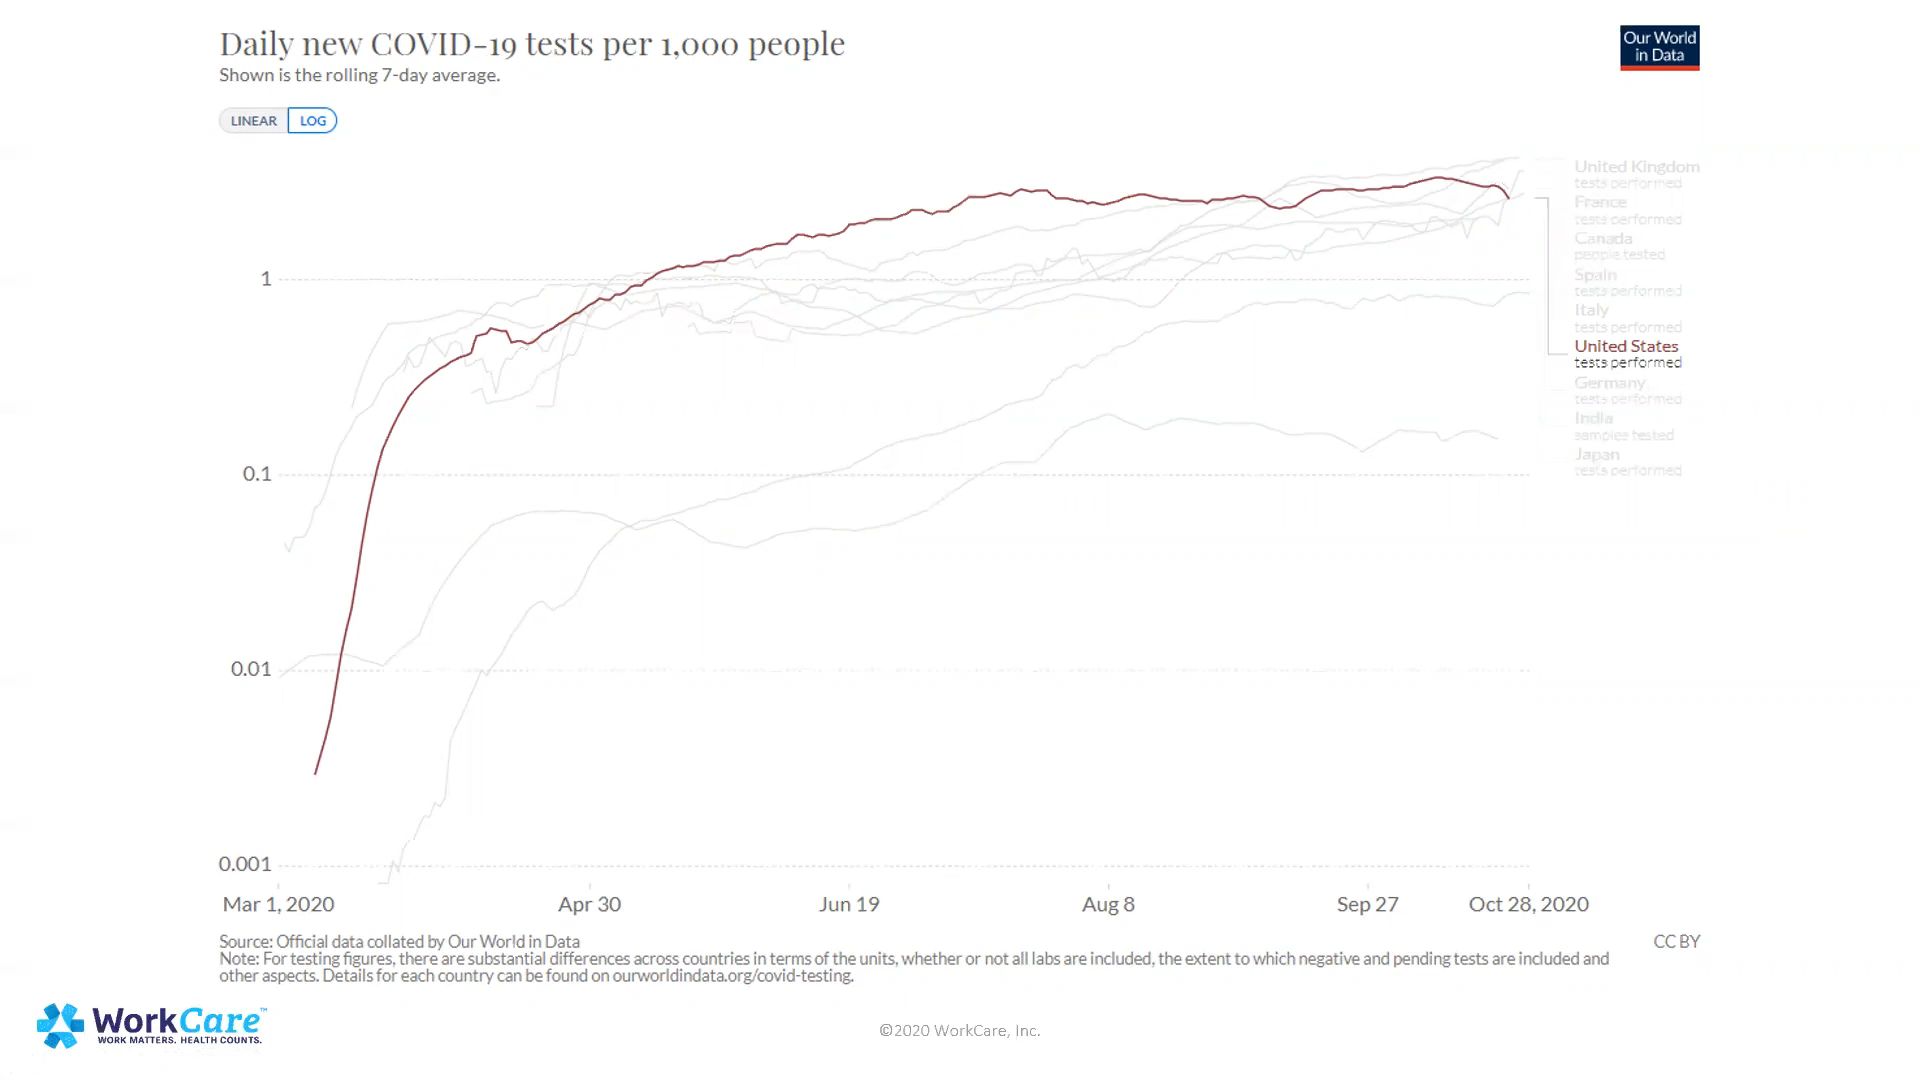 Daily new COVID-19 tests per 1,000 people
Shown is the rolling 7-day average.
Our World
in Data
LINEAR LOG
United Kingdom
tests performed
France
tests performed
Canada
people tested
Spain
tests performed
Italy
tests performed
United States
tests performed
Germany
tests performed
India
samples tested
Japan
tests performed
1
0.1
0.01
0.001
Mar 1, 2020 Apr 30 Jun 19 Aug 8 Sep 27 Oct 28, 2020
Source: Official data collated by Our World in Data
CC BY
Note: For testing figures, there are substantial differences across countries in terms of the units, whether or not all labs are included, the extent to which negative and pending tests are included and
other aspects. Details for each country can be found on ourworldindata.org/covid-testing.
WorkCare™
WORK MATTERS. HEALTH COUNTS.
©2020 WorkCare, Inc.